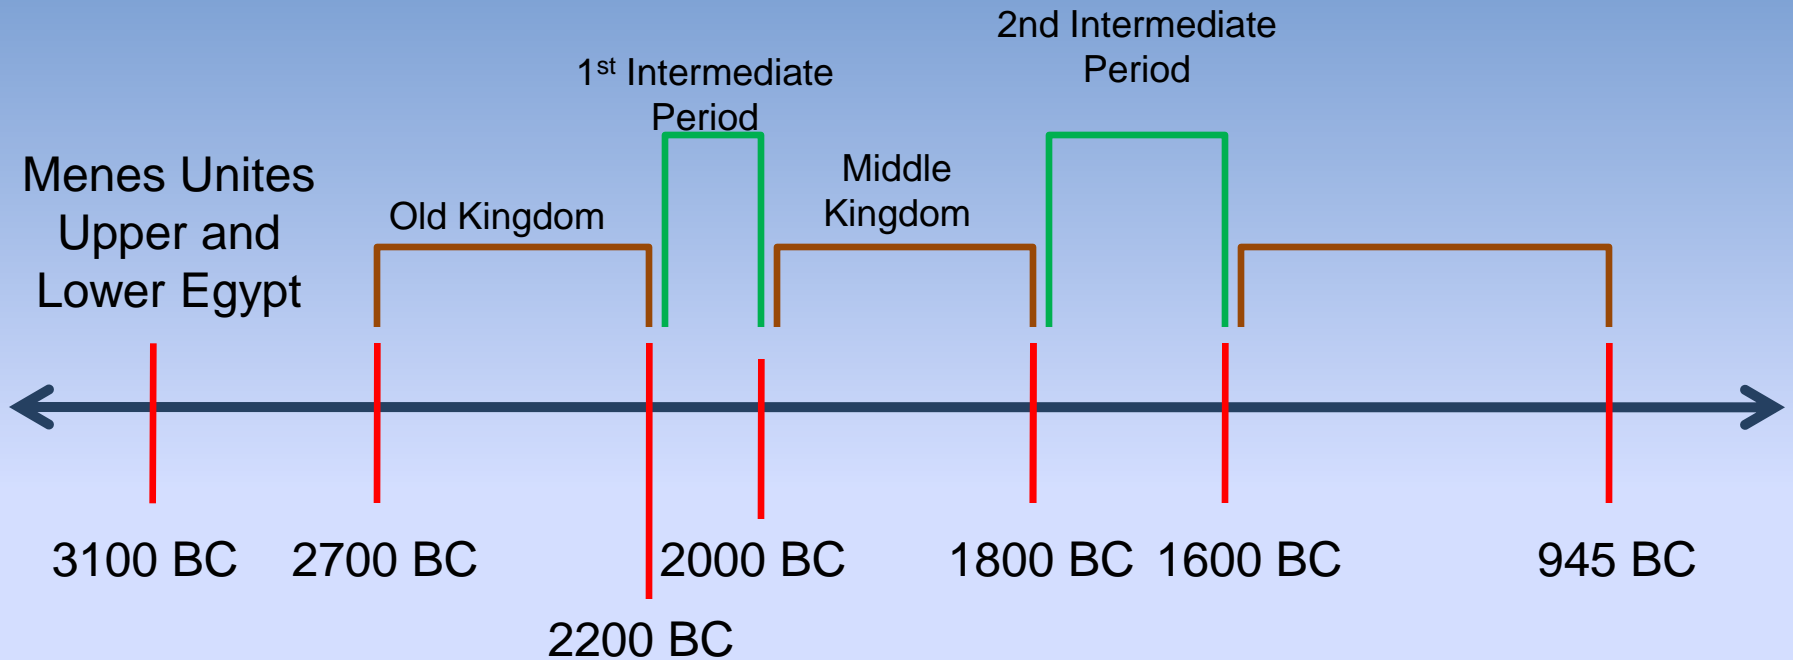 2nd Intermediate
Period
1st Intermediate
Period
Menes Unites
Upper and
Lower Egypt
Old Kingdom
Middle
Kingdom
3100 BC
2700 BC
2200 BC
2000 BC
1800 BC
1600 BC
945 BC